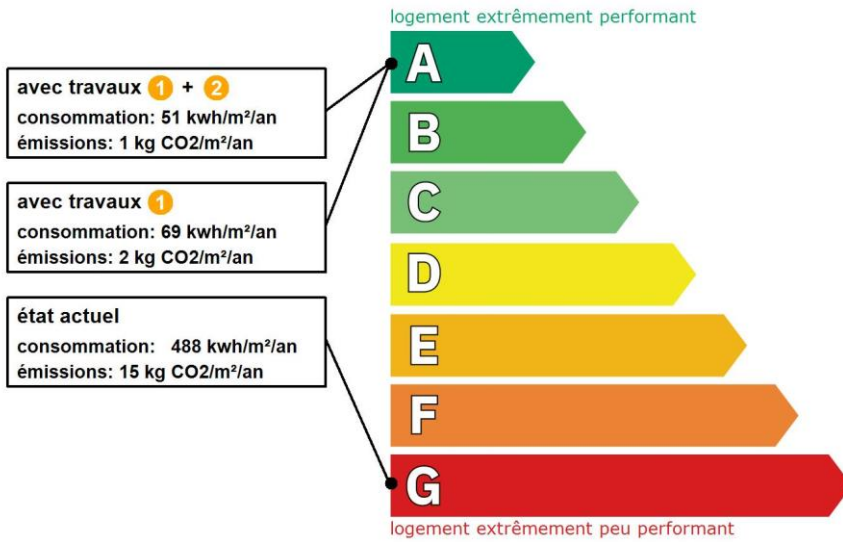 logement extrêmement performant
A
B
C
D
E
F
G
logement extrêmement peu performant
avec travaux 1 + 2
consommation: 51 kwh/m²/an
émissions: 1 kg CO2/m²/an
avec travaux 1
consommation: 69 kwh/m²/an
émissions: 2 kg CO2/m²/an
état actuel
consommation: 488 kwh/m²/an
émissions: 15 kg CO2/m²/an